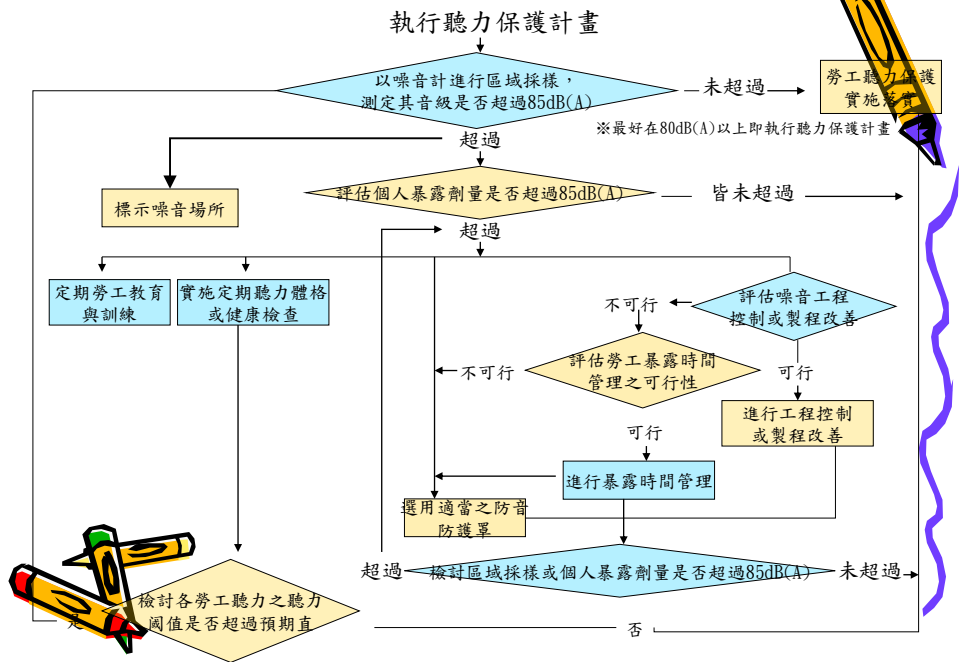 執行聽力保護計畫
以噪音計進行區域採樣，
測定其音級是否超過85dB(A)
未超過
勞工聽力保護
實施落實
※最好在80dB(A)以上即執行聽力保護計畫
超過
標示噪音場所
評估個人暴露劑量是否超過85dB(A)
皆未超過
超過
定期勞工教育
與訓練
實施定期聽力體格
或健康檢查
評估噪音工程
控制或製程改善
不可行
評估勞工暴露時間
管理之可行性
不可行
可行
進行工程控制
或製程改善
可行
進行暴露時間管理
選用適當之防音
防護罩
超過
檢討區域採樣或個人暴露劑量是否超過85dB(A)
未超過
檢討各勞工聽力之聽力
閾值是否超過預期直
是
否